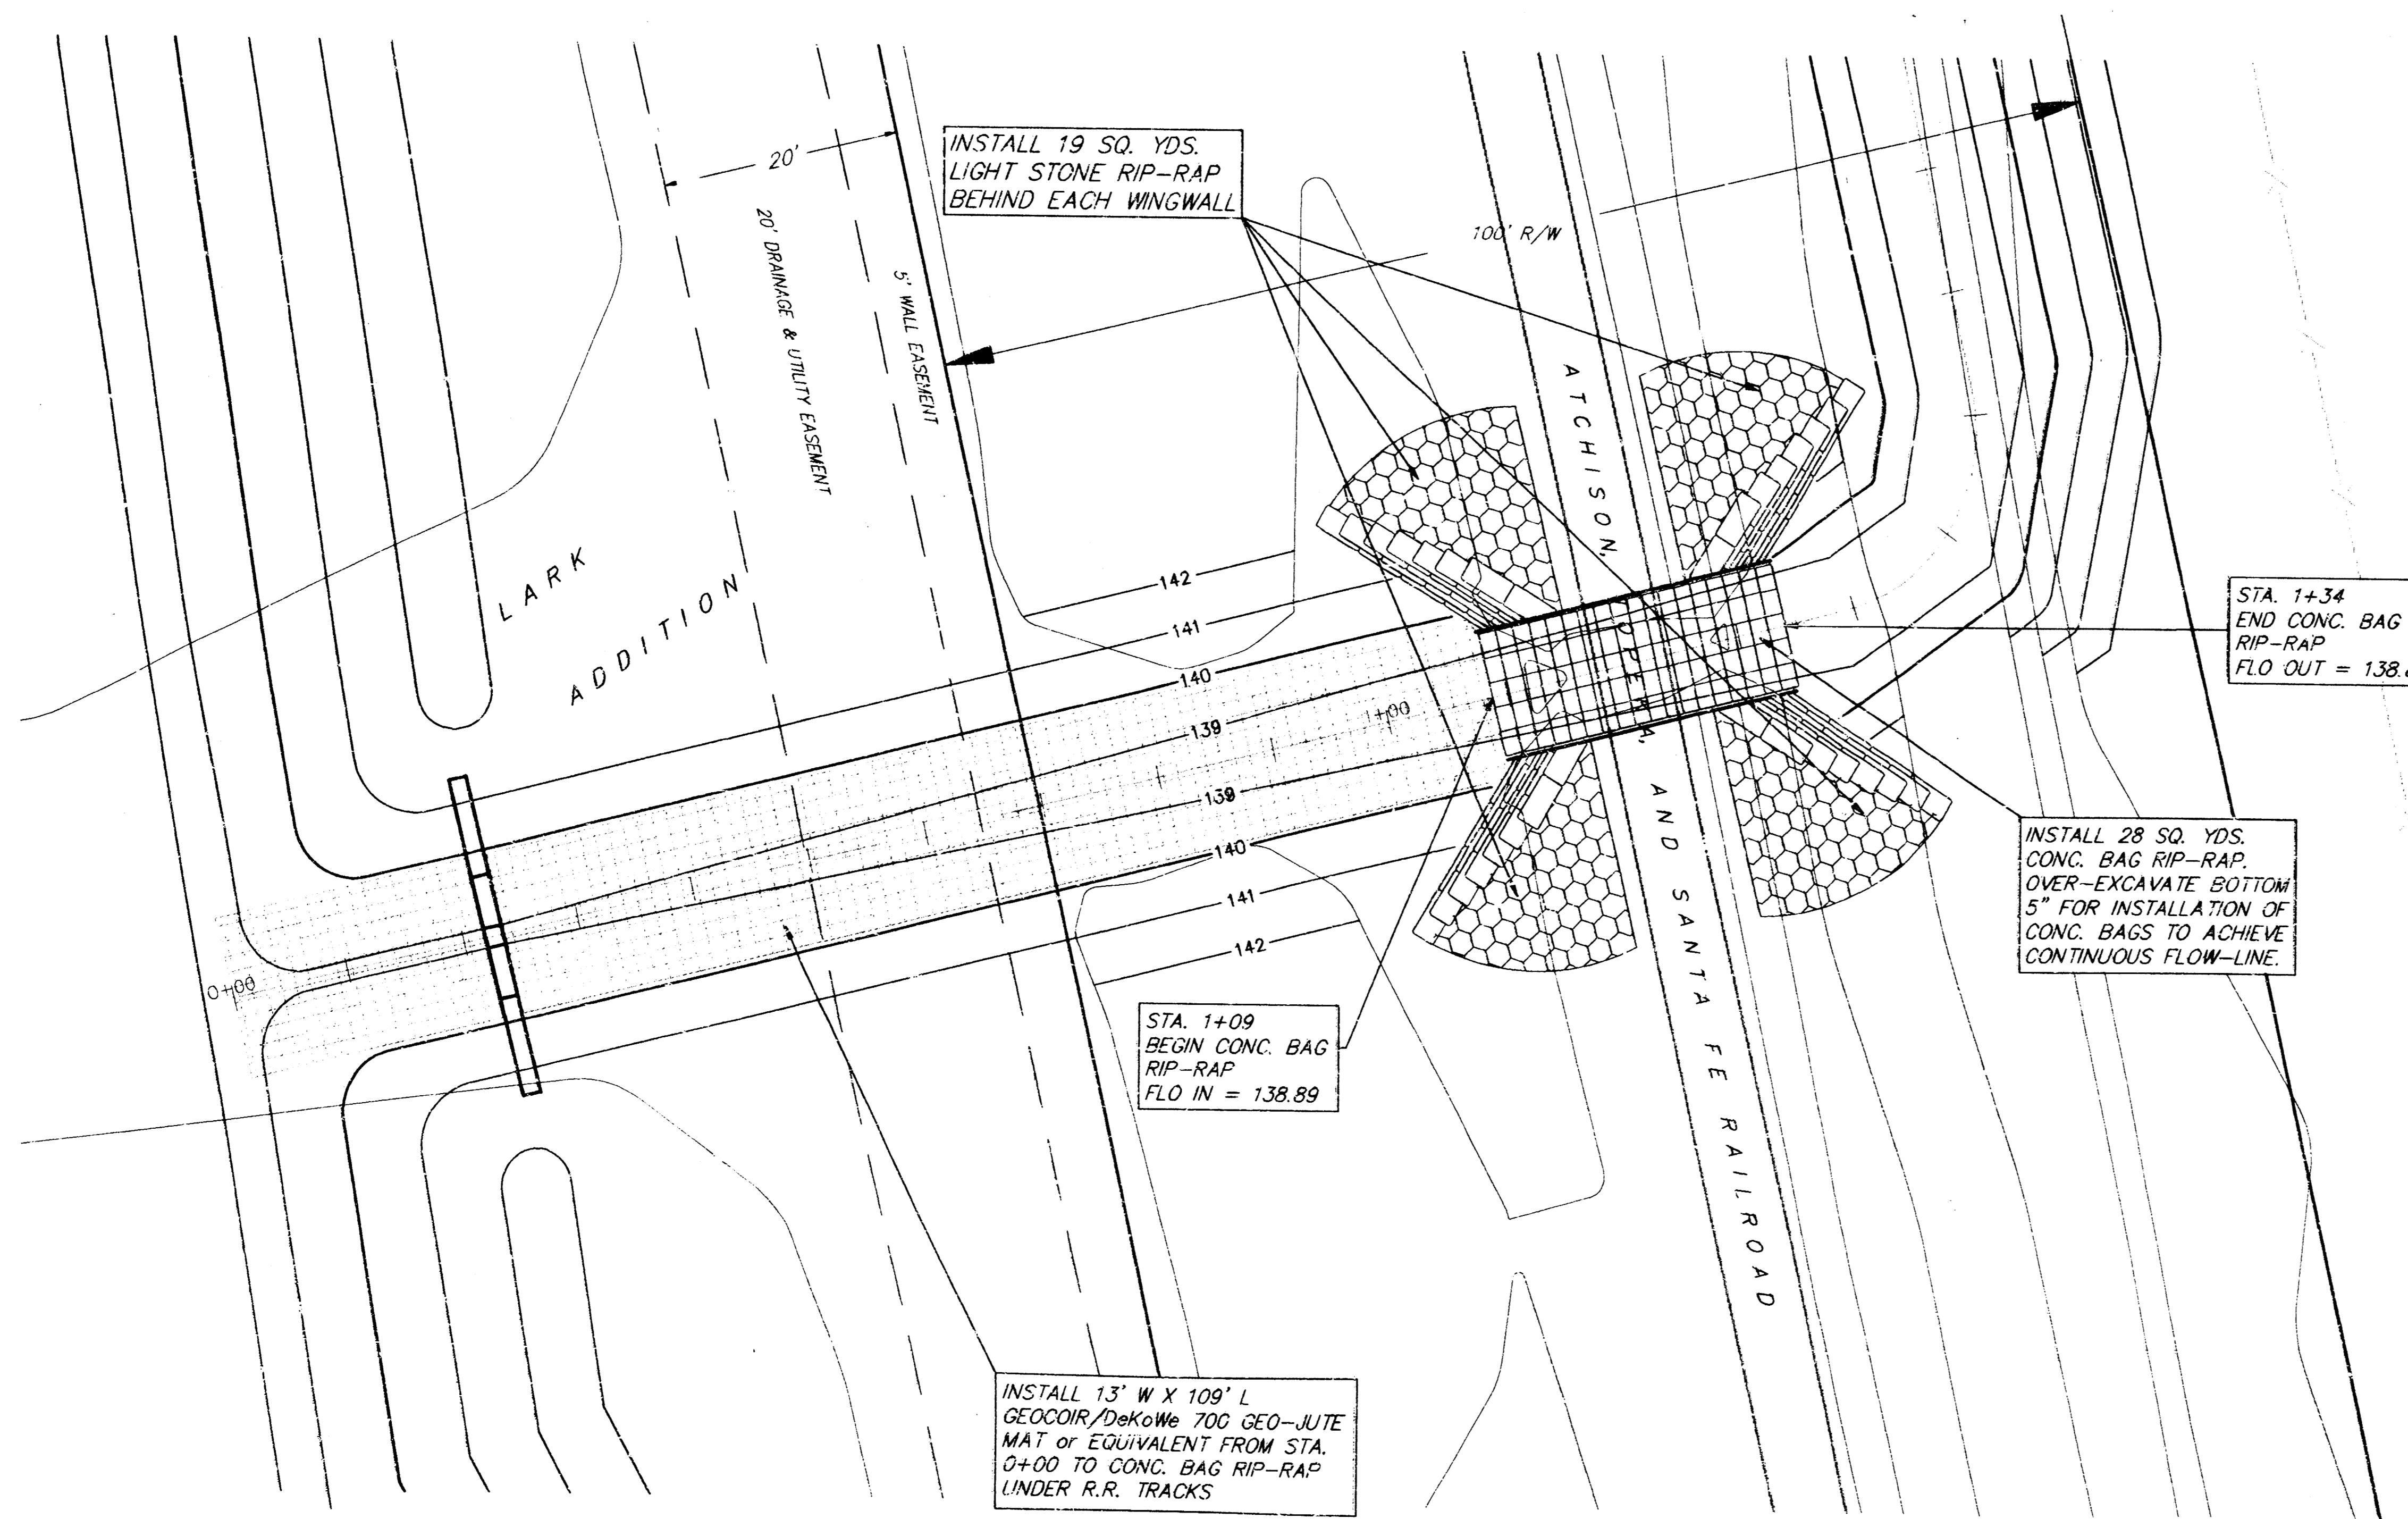 20'
INSTALL 19 SQ. YDS.
LIGHT STONE RIP-RAP
BEHIND EACH WINGWALL
20' DRAINAGE & UTILITY EASEMENT
5' WALL EASEMENT
100' R/W
LARK
ADDITION
142
141
140
139
139
140
141
142
1+00
0+00
ATCHISON, TOPEKA, AND SANTA FE RAILROAD
STA. 1+34
END CONC. BAG
RIP-RAP
FLO OUT = 138.8
INSTALL 28 SQ. YDS.
CONC. BAG RIP-RAP.
OVER-EXCAVATE BOTTOM
5" FOR INSTALLATION OF
CONC. BAGS TO ACHIEVE
CONTINUOUS FLOW-LINE.
STA. 1+09
BEGIN CONC. BAG
RIP-RAP
FLO IN = 138.89
INSTALL 13' W X 109' L
GEOCOIR/DeKoWe 700 GEO-JUTE
MAT or EQUIVALENT FROM STA.
0+00 TO CONC. BAG RIP-RAP
UNDER R.R. TRACKS